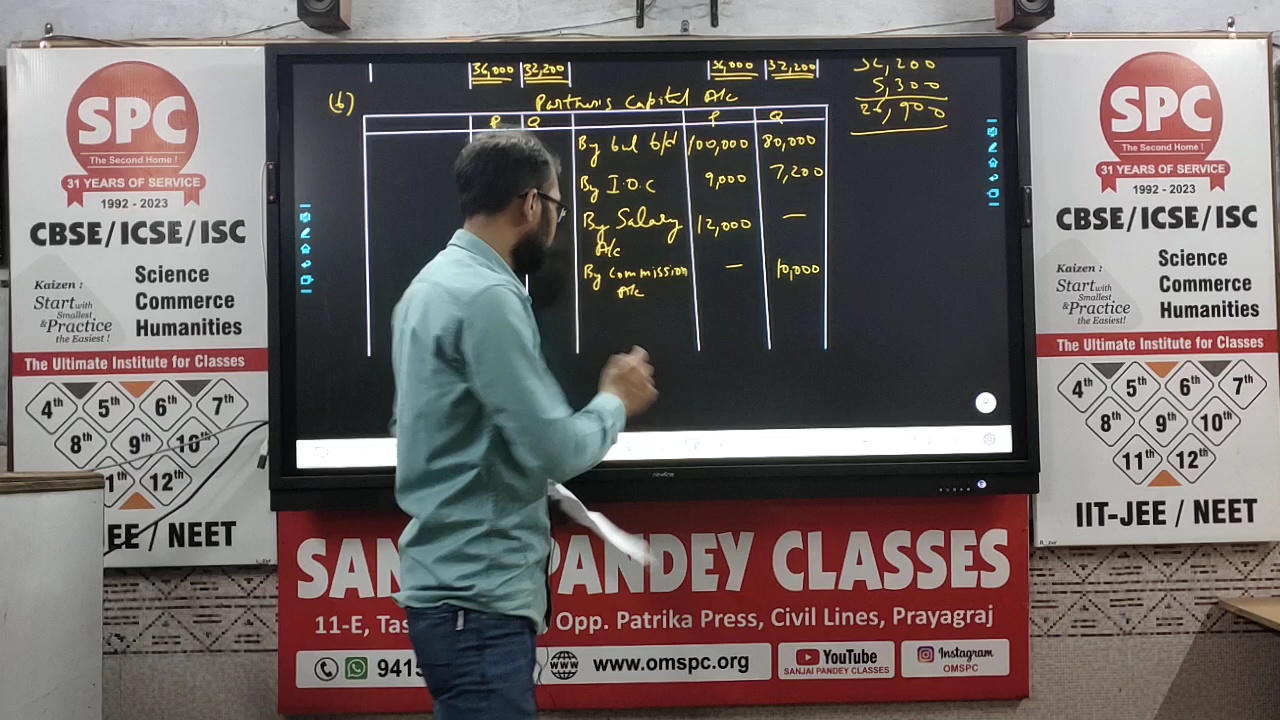 SPC
The Second Home !
31 YEARS OF SERVICE
1992 - 2023
CBSE/ICSE/ISC
Kaizen :
Start with
Smallest
&Practice
the Easiest !
Science
Commerce
Humanities
The Ultimate Institute for Classes
4th 5th 6th 7th
8th 9th 10th
12th
EE / NEET
36,000 32,200 36,000 32,200
5,300
26,900
(b) Partners Capital A/c
P Q P Q
By bal b/d 100,000 80,000
By I.O.C 9,000 7,200
By Salary 12,000 —
A/c
By Commission — 10,000
A/c
newline
SPC
The Second Home !
31 YEARS OF SERVICE
1992 - 2023
CBSE/ICSE/ISC
Kaizen :
Start with
Smallest
&Practice
the Easiest !
Science
Commerce
Humanities
The Ultimate Institute for Classes
4th 5th 6th 7th
8th 9th 10th
11th 12th
IIT-JEE / NEET
SAN PANDEY CLASSES
11-E, Tas Opp. Patrika Press, Civil Lines, Prayagraj
9415 www.omspc.org
YouTube
SANJAI PANDEY CLASSES
Instagram
OMSPC